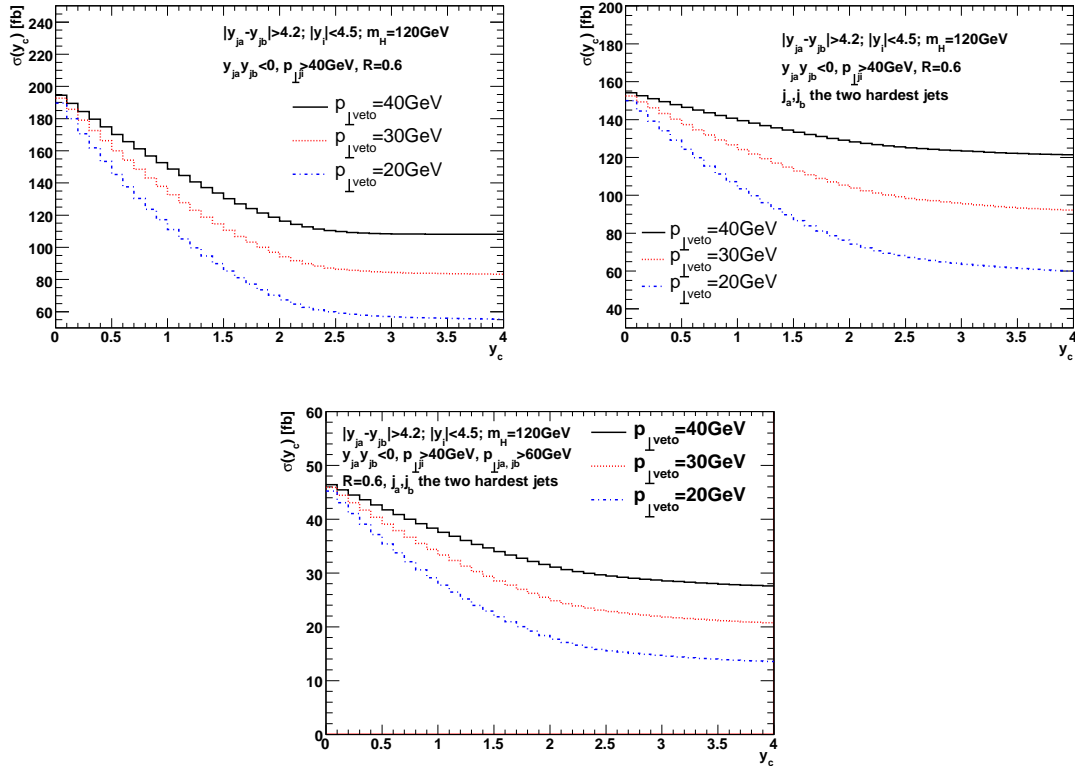 σ(y_c) [fb]
240
220
200
180
160
140
120
100
80
60
|y_ja-y_jb|>4.2; |y_i|<4.5; m_H=120GeV
y_ja y_jb<0, p_⊥ji>40GeV, R=0.6
p_⊥veto=40GeV
p_⊥veto=30GeV
p_⊥veto=20GeV
0 0.5 1 1.5 2 2.5 3 3.5 4
y_c
σ(y_c) [fb]
200
180
160
140
120
100
80
60
40
|y_ja-y_jb|>4.2; |y_i|<4.5; m_H=120GeV
y_ja y_jb<0, p_⊥ji>40GeV, R=0.6
j_a,j_b the two hardest jets
p_⊥veto=40GeV
p_⊥veto=30GeV
p_⊥veto=20GeV
0 0.5 1 1.5 2 2.5 3 3.5 4
y_c
σ(y_c) [fb]
60
50
40
30
20
10
0
|y_ja-y_jb|>4.2; |y_i|<4.5; m_H=120GeV
y_ja y_jb<0, p_⊥ji>40GeV, p_⊥ja, jb>60GeV
R=0.6, j_a,j_b the two hardest jets
p_⊥veto=40GeV
p_⊥veto=30GeV
p_⊥veto=20GeV
0 0.5 1 1.5 2 2.5 3 3.5 4
y_c